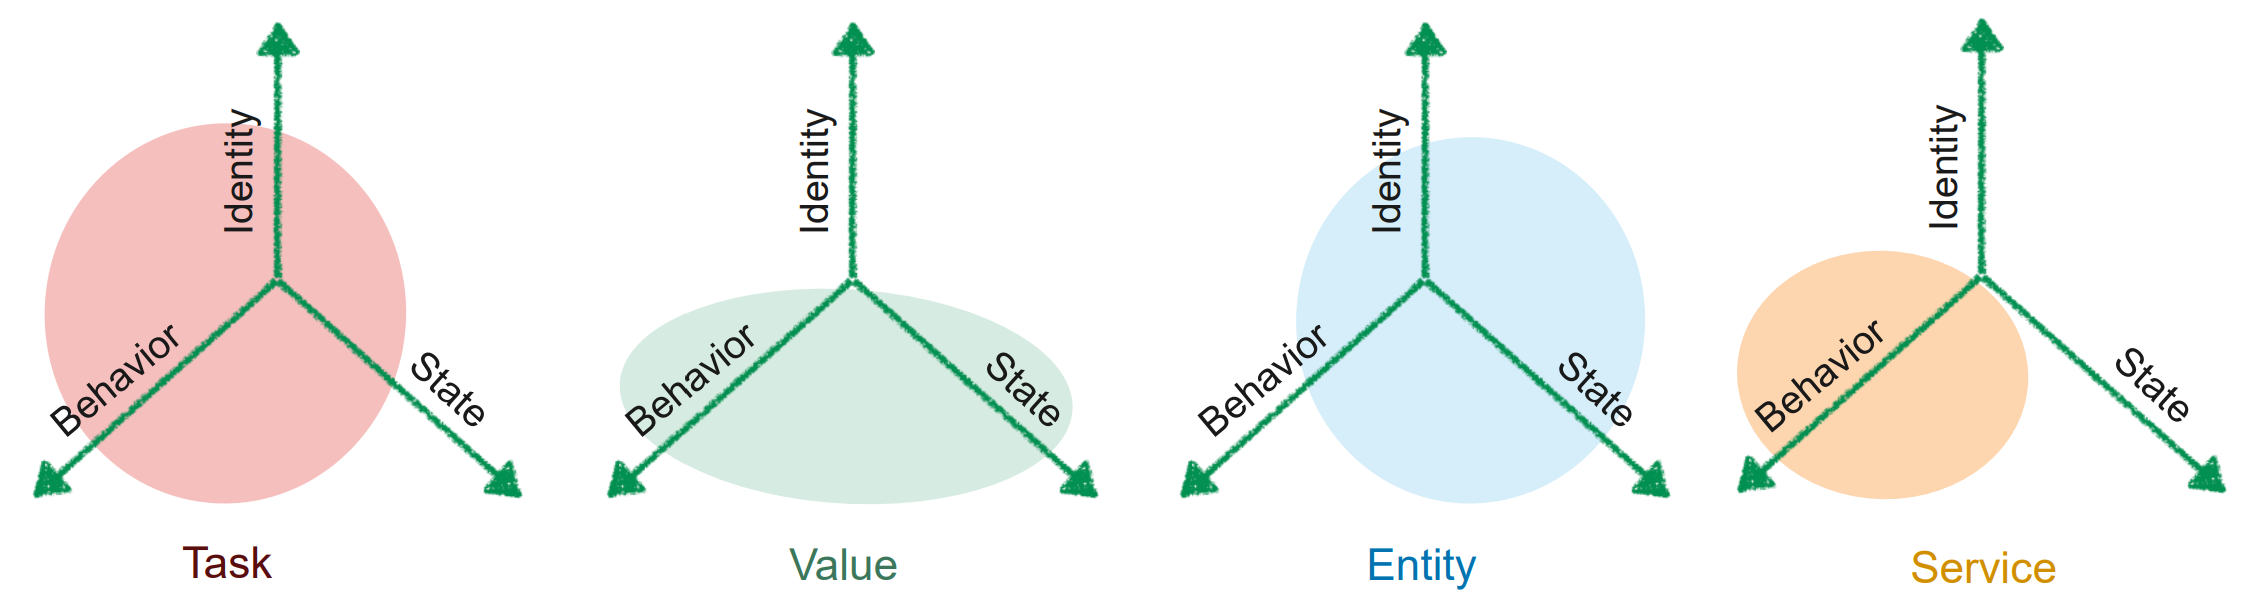 Identity
Behavior
State
Task
Identity
Behavior
State
Value
Identity
Behavior
State
Entity
Identity
Behavior
State
Service